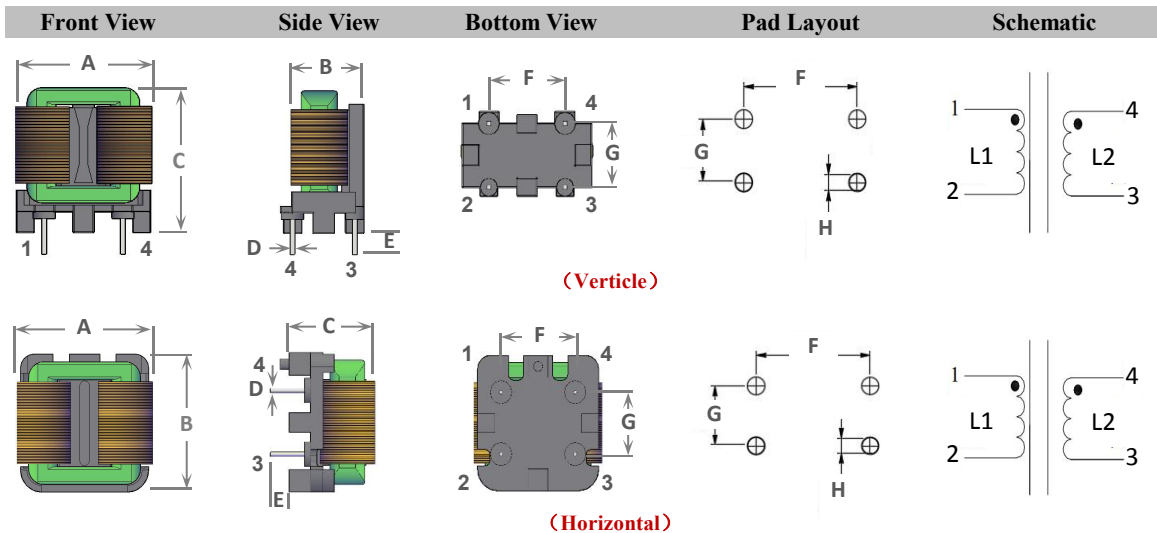 Front View Side View Bottom View Pad Layout Schematic
A B F F
1 4 1 4
C G G L1 L2
2 3 2 3
H
1 4 D E
4 3
（Verticle）
A C F F
4 1 4 1 4
D B G G L1 L2
3 2 3 2 3
E H
（Horizontal）